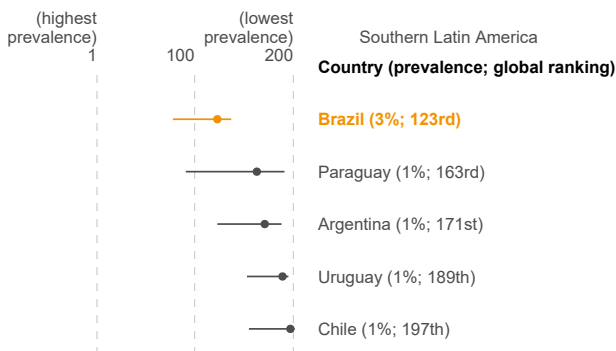 (highest
prevalence)
1
100
(lowest
prevalence)
200
Southern Latin America
Country (prevalence; global ranking)
Brazil (3%; 123rd)
Paraguay (1%; 163rd)
Argentina (1%; 171st)
Uruguay (1%; 189th)
Chile (1%; 197th)